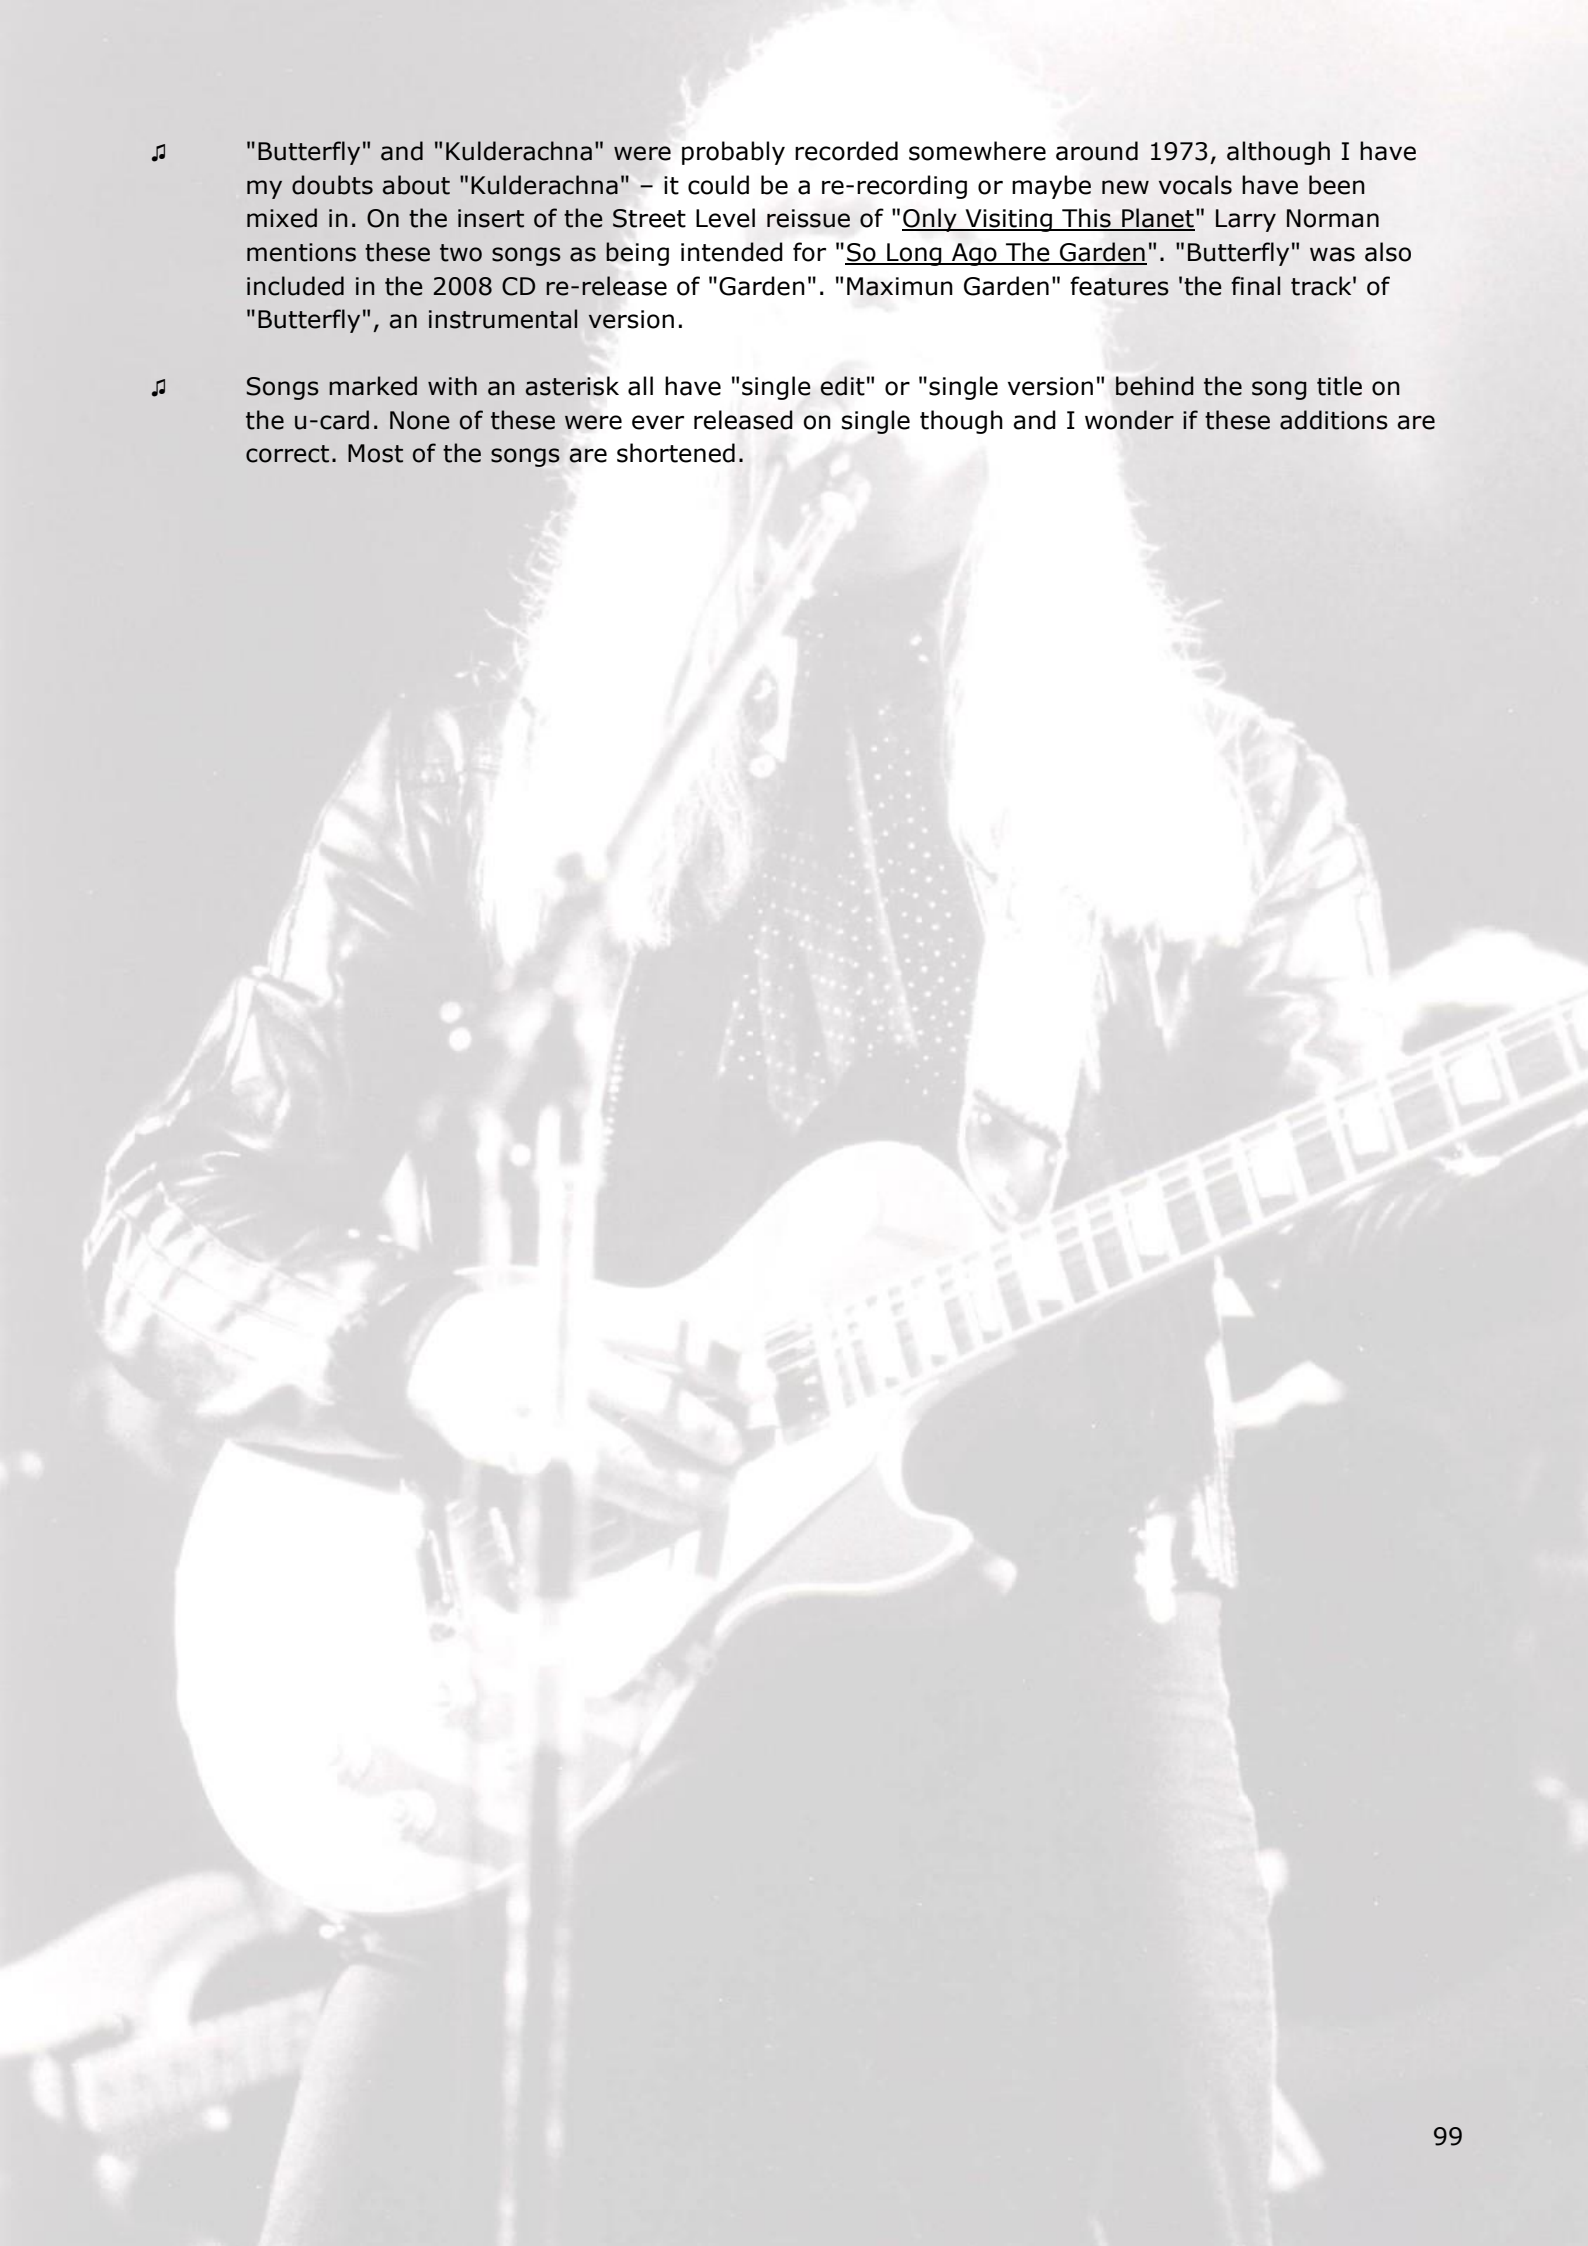 ♫ "Butterfly" and "Kulderachna" were probably recorded somewhere around 1973, although I have
my doubts about "Kulderachna" – it could be a re-recording or maybe new vocals have been
mixed in. On the insert of the Street Level reissue of "Only Visiting This Planet" Larry Norman
mentions these two songs as being intended for "So Long Ago The Garden". "Butterfly" was also
included in the 2008 CD re-release of "Garden". "Maximun Garden" features 'the final track' of
"Butterfly", an instrumental version.
♫ Songs marked with an asterisk all have "single edit" or "single version" behind the song title on
the u-card. None of these were ever released on single though and I wonder if these additions are
correct. Most of the songs are shortened.
99